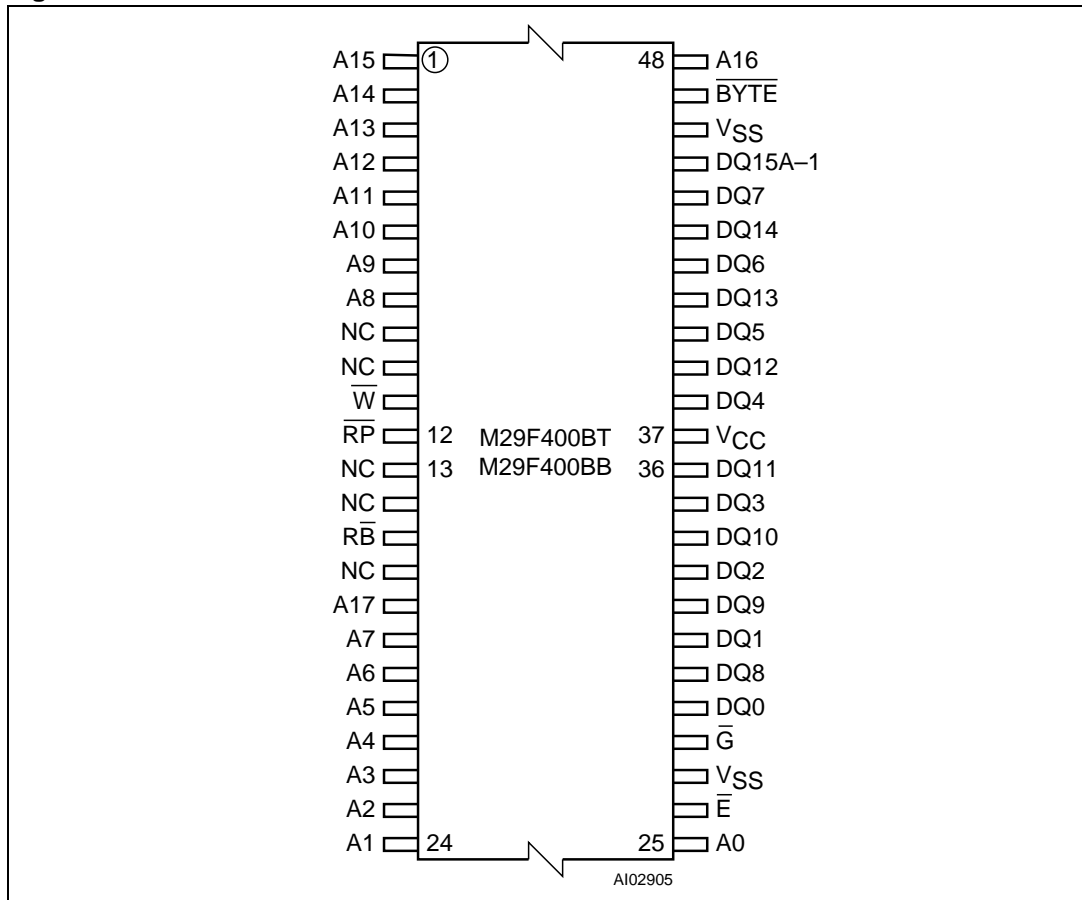 A15 1 48 A16
A14 B̅Y̅T̅E̅
A13 VSS
A12 DQ15A–1
A11 DQ7
A10 DQ14
A9 DQ6
A8 DQ13
NC DQ5
NC DQ12
W̅ DQ4
R̅P̅ 12 M29F400BT 37 VCC
NC 13 M29F400BB 36 DQ11
NC DQ3
RB̅ DQ10
NC DQ2
A17 DQ9
A7 DQ1
A6 DQ8
A5 DQ0
A4 G̅
A3 VSS
A2 E̅
A1 24 25 A0
AI02905